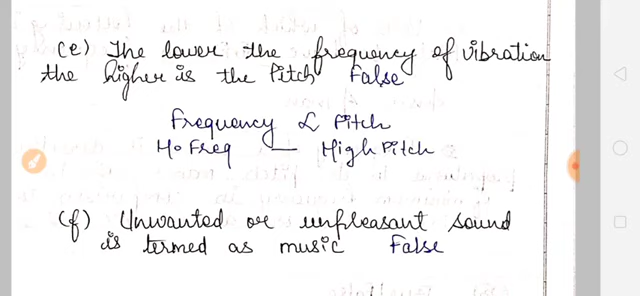 (e) The lower the frequency of vibration
the higher is the Pitch False
Frequency ∝ Pitch
Mo Freq — High Pitch
(f) Unwanted or unpleasant sound
is termed as music False